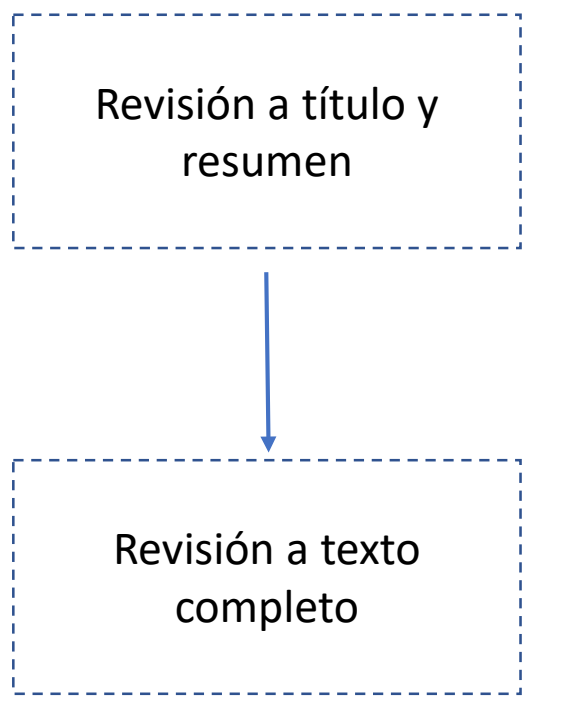 Revisión a título y
resumen
Revisión a texto
completo